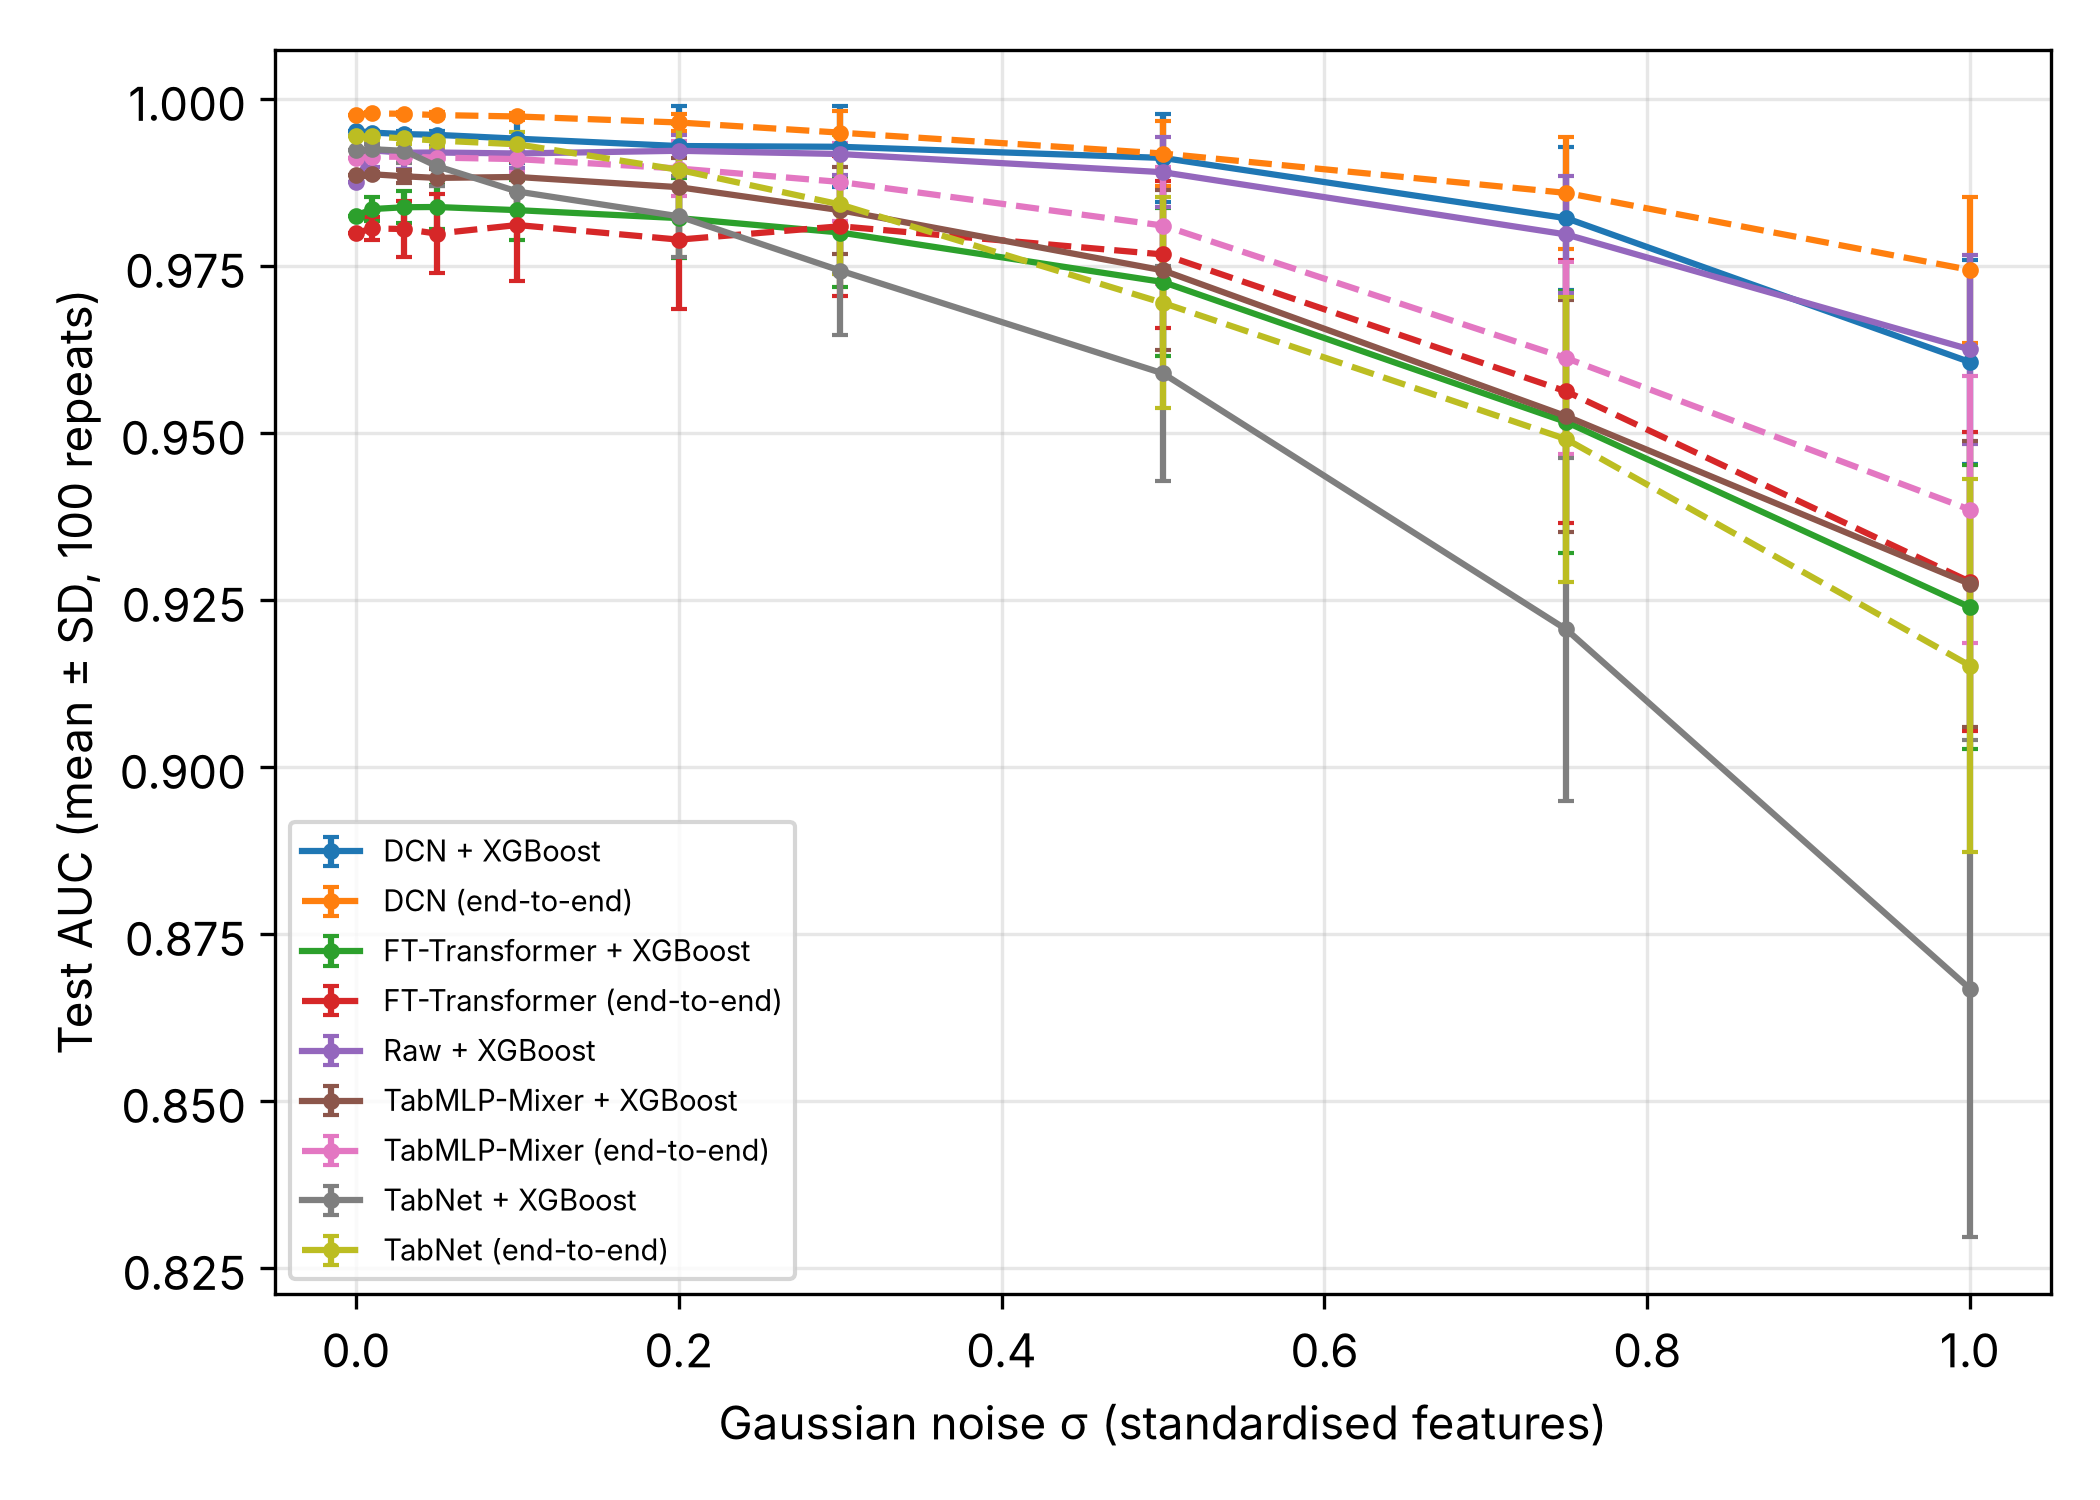 1.000
0.975
0.950
0.925
0.900
0.875
0.850
0.825
Test AUC (mean ± SD, 100 repeats)
DCN + XGBoost
DCN (end-to-end)
FT-Transformer + XGBoost
FT-Transformer (end-to-end)
Raw + XGBoost
TabMLP-Mixer + XGBoost
TabMLP-Mixer (end-to-end)
TabNet + XGBoost
TabNet (end-to-end)
0.0 0.2 0.4 0.6 0.8 1.0
Gaussian noise σ (standardised features)